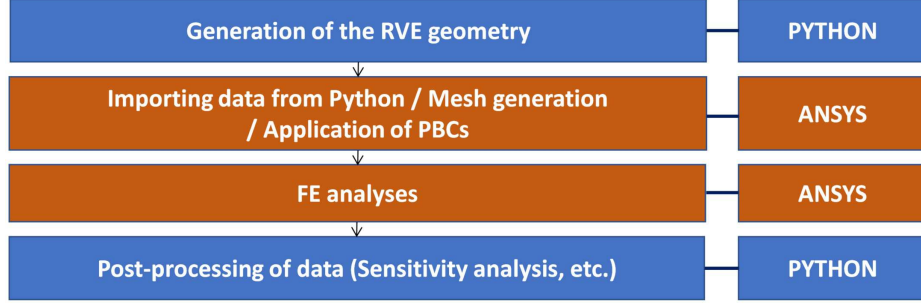 Generation of the RVE geometry
PYTHON
Importing data from Python / Mesh generation
/ Application of PBCs
ANSYS
FE analyses
ANSYS
Post-processing of data (Sensitivity analysis, etc.)
PYTHON